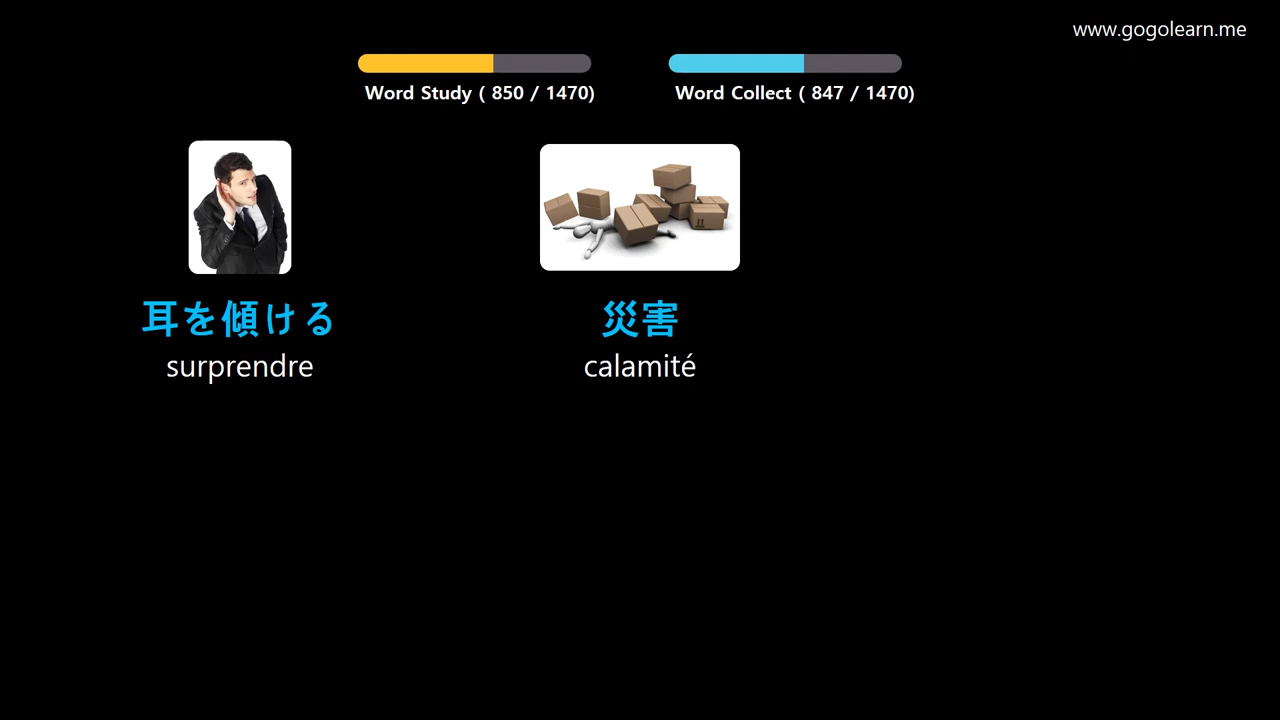 www.gogolearn.me
Word Study ( 850 / 1470)
Word Collect ( 847 / 1470)
耳を傾ける
surprendre
災害
calamité